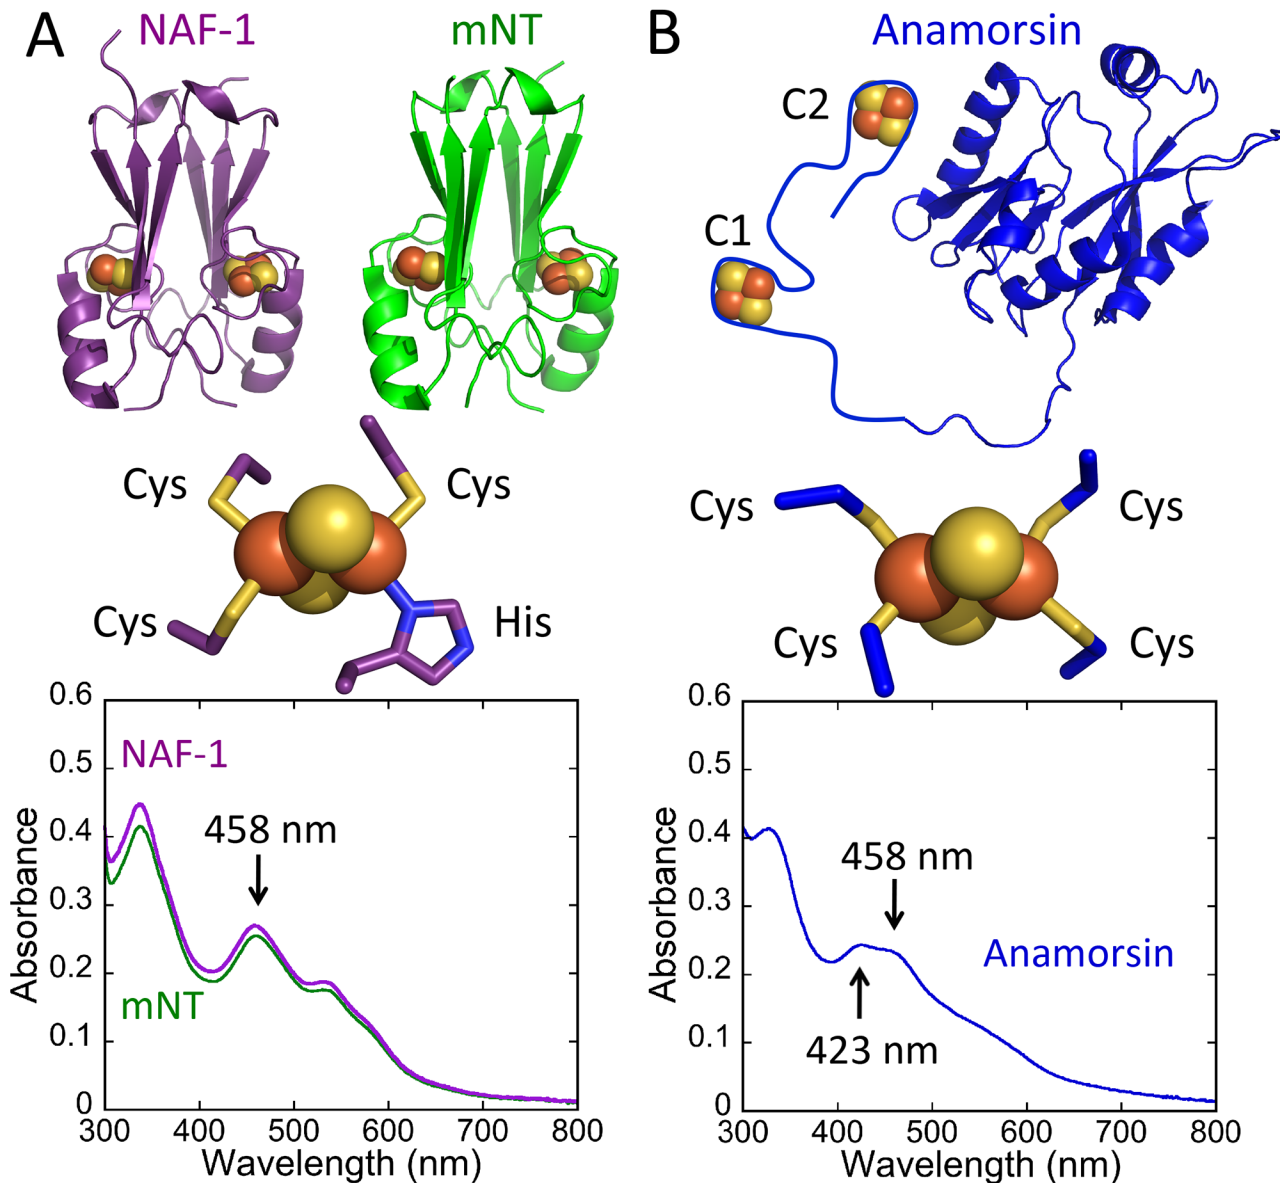 A
NAF-1
mNT
B
Anamorsin
C2
C1
Cys
Cys
Cys
His
Cys
Cys
Cys
Cys
0.6
0.5
0.4
0.3
0.2
0.1
0
Absorbance
NAF-1
458 nm
mNT
300 400 500 600 700 800
Wavelength (nm)
0.6
0.5
0.4
0.3
0.2
0.1
0
Absorbance
458 nm
Anamorsin
423 nm
300 400 500 600 700 800
Wavelength (nm)